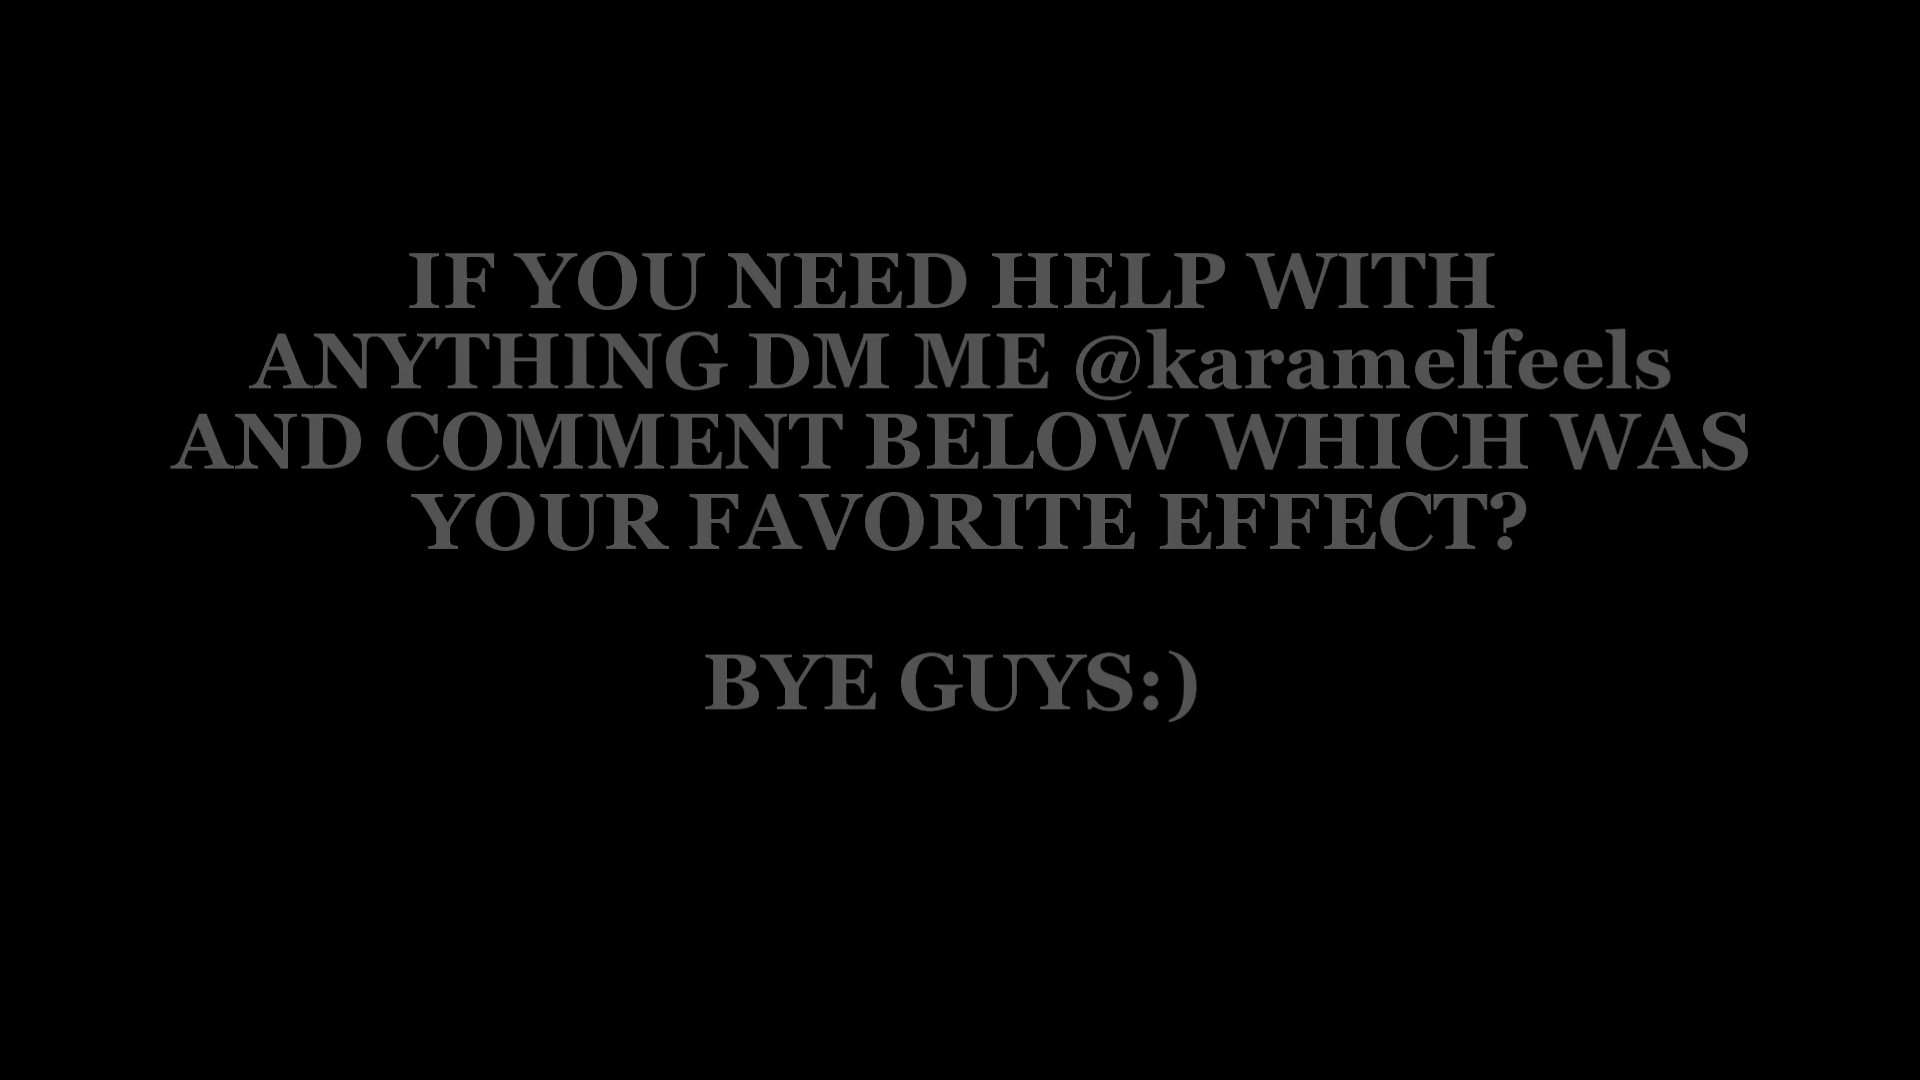 IF YOU NEED HELP WITH
ANYTHING DM ME @karamelfeels
AND COMMENT BELOW WHICH WAS
YOUR FAVORITE EFFECT?
BYE GUYS:)